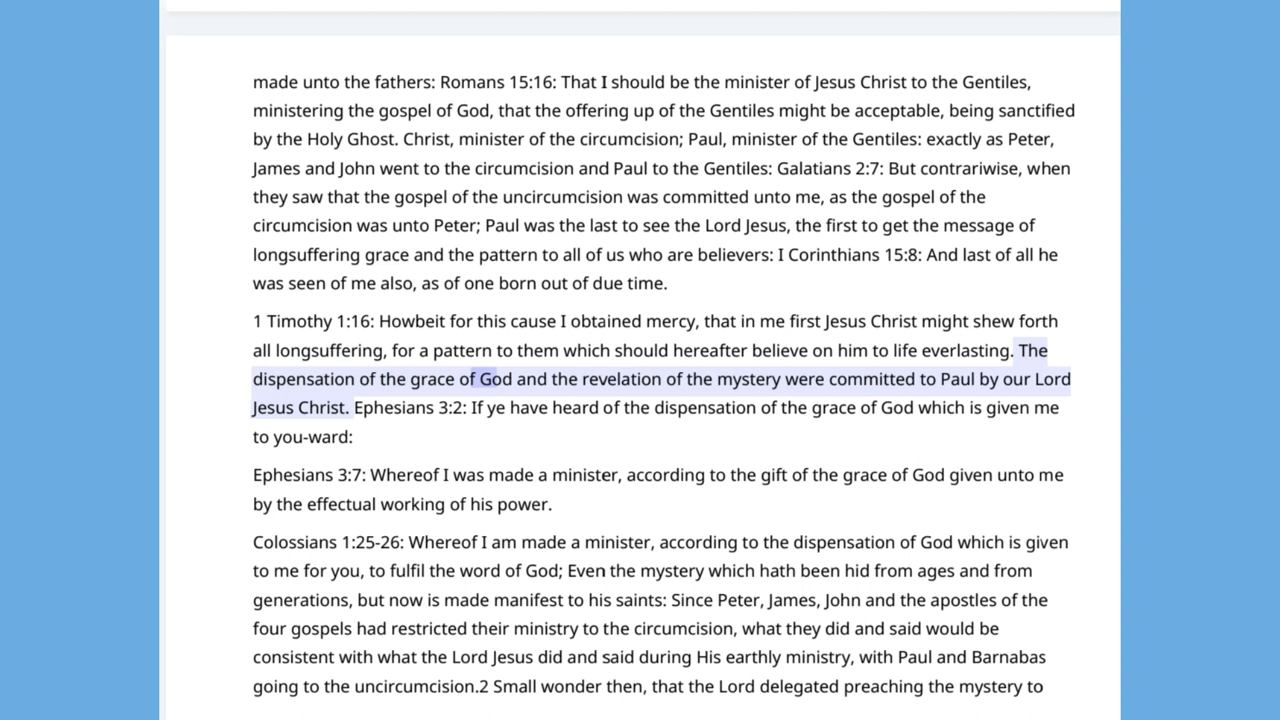 made unto the fathers: Romans 15:16: That I should be the minister of Jesus Christ to the Gentiles,
ministering the gospel of God, that the offering up of the Gentiles might be acceptable, being sanctified
by the Holy Ghost. Christ, minister of the circumcision; Paul, minister of the Gentiles: exactly as Peter,
James and John went to the circumcision and Paul to the Gentiles: Galatians 2:7: But contrariwise, when
they saw that the gospel of the uncircumcision was committed unto me, as the gospel of the
circumcision was unto Peter; Paul was the last to see the Lord Jesus, the first to get the message of
longsuffering grace and the pattern to all of us who are believers: I Corinthians 15:8: And last of all he
was seen of me also, as of one born out of due time.
1 Timothy 1:16: Howbeit for this cause I obtained mercy, that in me first Jesus Christ might shew forth
all longsuffering, for a pattern to them which should hereafter believe on him to life everlasting. The
dispensation of the grace of God and the revelation of the mystery were committed to Paul by our Lord
Jesus Christ. Ephesians 3:2: If ye have heard of the dispensation of the grace of God which is given me
to you-ward:
Ephesians 3:7: Whereof I was made a minister, according to the gift of the grace of God given unto me
by the effectual working of his power.
Colossians 1:25-26: Whereof I am made a minister, according to the dispensation of God which is given
to me for you, to fulfil the word of God; Even the mystery which hath been hid from ages and from
generations, but now is made manifest to his saints: Since Peter, James, John and the apostles of the
four gospels had restricted their ministry to the circumcision, what they did and said would be
consistent with what the Lord Jesus did and said during His earthly ministry, with Paul and Barnabas
going to the uncircumcision.2 Small wonder then, that the Lord delegated preaching the mystery to